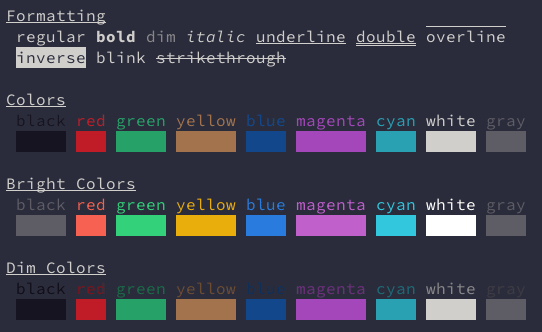 Formatting
regular bold dim italic underline double overline
inverse blink strikethrough
Colors
black red green yellow blue magenta cyan white gray
Bright Colors
black red green yellow blue magenta cyan white gray
Dim Colors
black red green yellow blue magenta cyan white gray